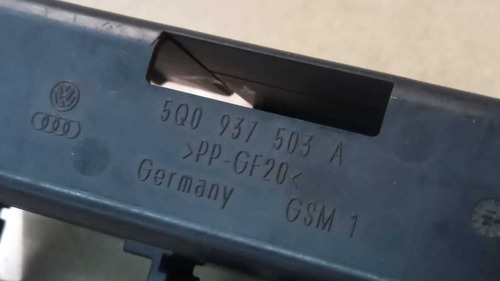 5Q0 937 503 A
>PP-GF20<
Germany GSM 1